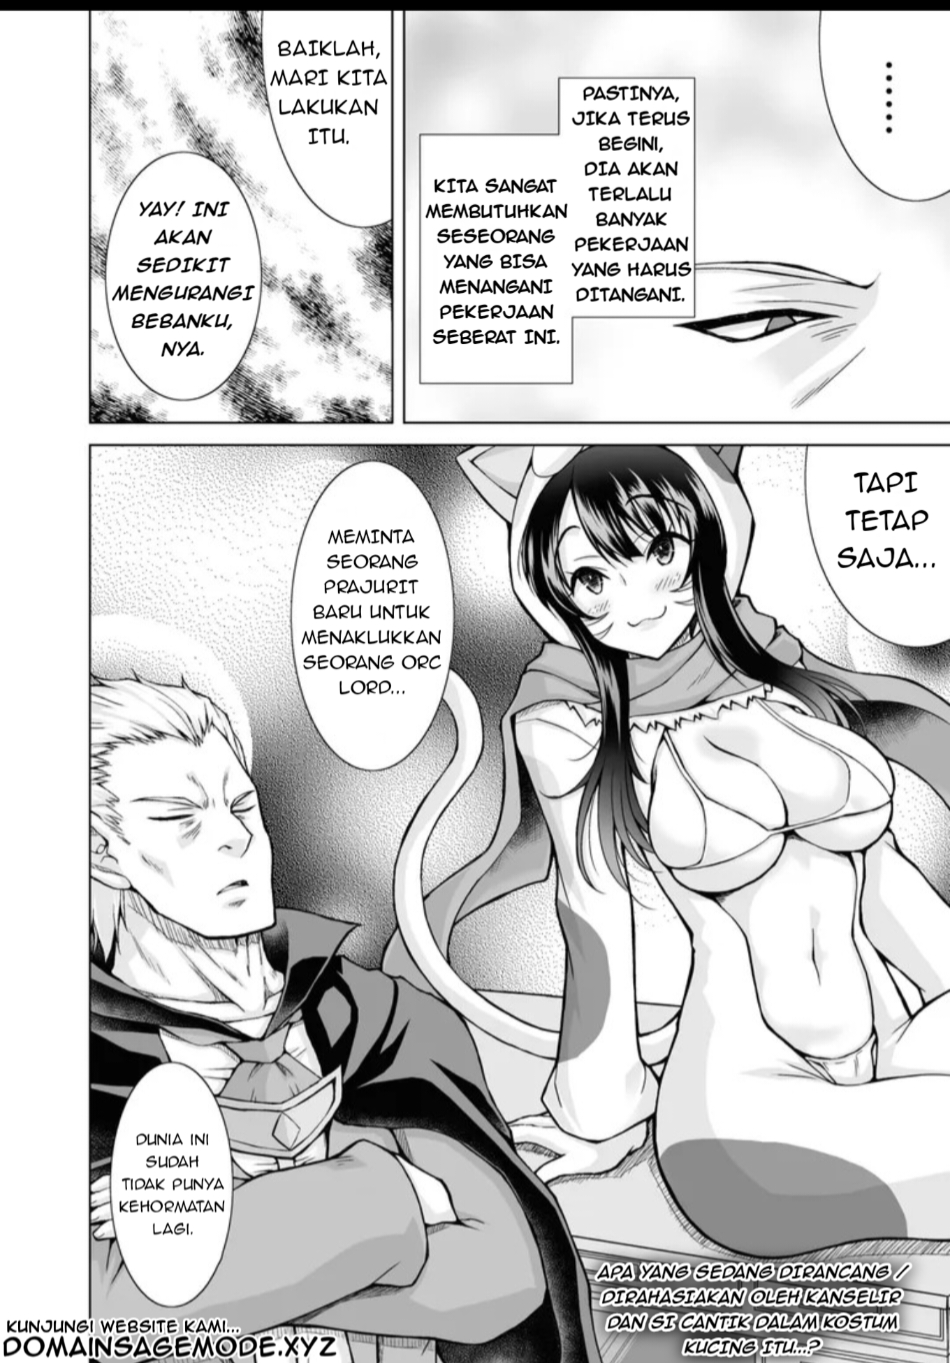 ......
PASTINYA,
JIKA TERUS
BEGINI,
DIA AKAN
TERLALU
BANYAK
PEKERJAAN
YANG HARUS
DITANGANI.
KITA SANGAT
MEMBUTUHKAN
SESEORANG
YANG BISA
MENANGANI
PEKERJAAN
SEBERAT INI.
BAIKLAH,
MARI KITA
LAKUKAN
ITU.
YAY! INI
AKAN
SEDIKIT
MENGURANGI
BEBANKU,
NYA.
TAPI
TETAP
SAJA...
MEMINTA
SEORANG
PRAJURIT
BARU UNTUK
MENAKLUKKAN
SEORANG ORC
LORD...
DUNIA INI
SUDAH
TIDAK PUNYA
KEHORMATAN
LAGI.
APA YANG SEDANG DIRANCANG /
DIRAHASIAKAN OLEH KANSELIR
DAN SI CANTIK DALAM KOSTUM
KUCING ITU...?
KUNJUNGI WEBSITE KAMI...
DOMAINSAGEMODE.XYZ